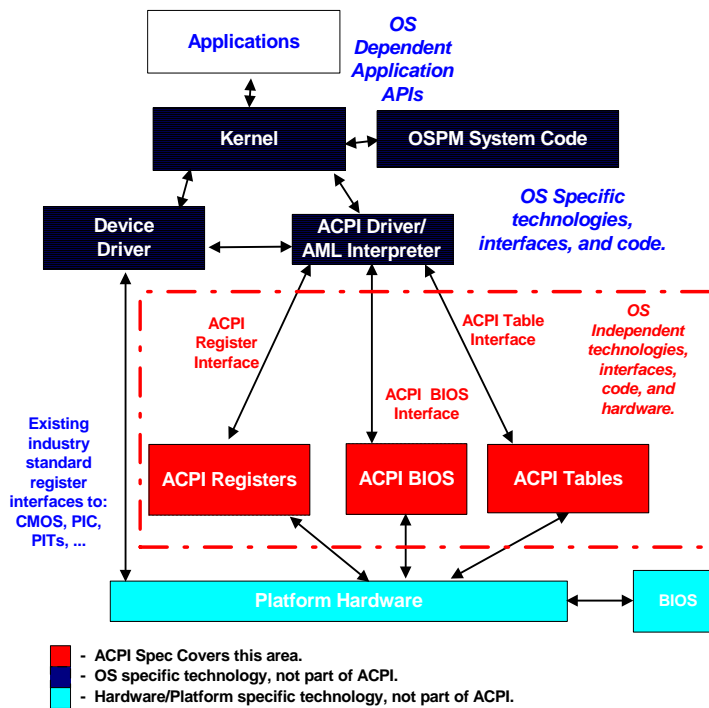 Applications
OS
Dependent
Application
APIs
Kernel
OSPM System Code
OS Specific
technologies,
interfaces, and code.
Device
Driver
ACPI Driver/
AML Interpreter
ACPI
Register
Interface
ACPI Table
Interface
OS
Independent
technologies,
interfaces,
code, and
hardware.
ACPI BIOS
Interface
Existing
industry
standard
register
interfaces to:
CMOS, PIC,
PITs, ...
ACPI Registers
ACPI BIOS
ACPI Tables
Platform Hardware
BIOS
- ACPI Spec Covers this area.
- OS specific technology, not part of ACPI.
- Hardware/Platform specific technology, not part of ACPI.